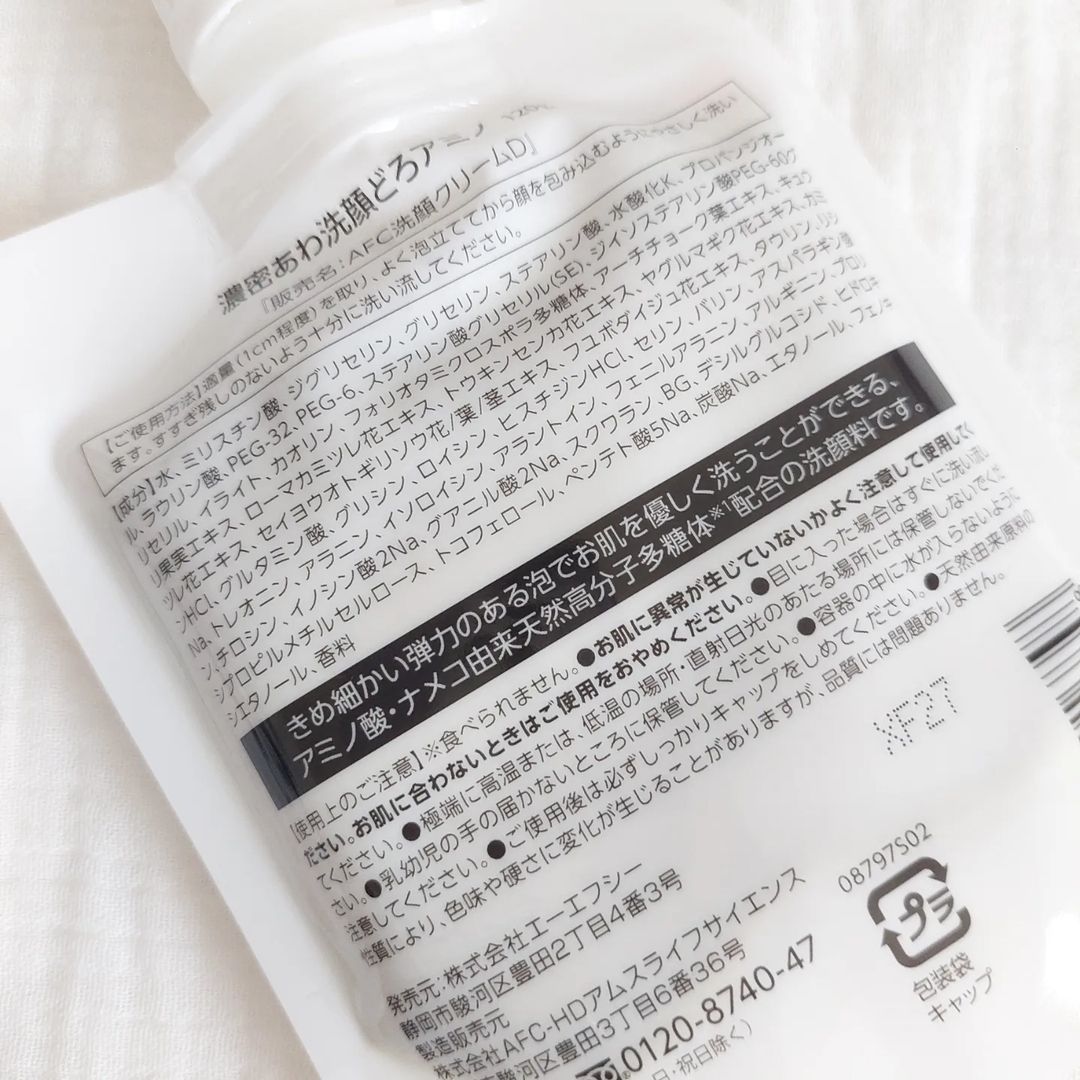 濃密あわ洗顔どろアミノ 120g
『販売名:AFC洗顔クリームD』
【ご使用方法】適量(1cm程度)を取り、よく泡立ててから顔を包み込むようにやさしく洗い
ます。すすぎ残しのないよう十分に洗い流してください。
【成分】水、ミリスチン酸、ジグリセリン、グリセリン、ステアリン酸、水酸化K、プロパンジオー
ル、ラウリン酸、PEG-32、PEG-6、ステアリン酸グリセリル(SE)、ジイソステアリン酸PEG-60グ
リセリル、イライト、カオリン、フォリオタミクロスポラ多糖体、アーチチョーク葉エキス、キュウ
リ果実エキス、ローマカミツレ花エキス、トウキンセンカ花エキス、ヤグルマギク花エキス、カミ
ツレ花エキス、セイヨウオトギリソウ花/葉/茎エキス、フユボダイジュ花エキス、タウリン、リシ
ンHCl、グルタミン酸、グリシン、ロイシン、ヒスチジンHCl、セリン、バリン、アスパラギン酸
Na、トレオニン、アラニン、イソロイシン、アラントイン、フェニルアラニン、アルギニン、プロリ
ン、チロシン、イノシン酸2Na、グアニル酸2Na、スクワラン、BG、デシルグルコシド、ヒドロキ
シプロピルメチルセルロース、トコフェロール、ペンテト酸5Na、炭酸Na、エタノール、フェノキ
シエタノール、香料
きめ細かい弾力のある泡でお肌を優しく洗うことができる、
アミノ酸・ナメコ由来天然高分子多糖体※1配合の洗顔料です。
【使用上のご注意】※食べられません。●お肌に異常が生じていないかよく注意して使用してく
ださい。お肌に合わないときはご使用をおやめください。●目に入った場合はすぐに洗い流し
てください。●極端に高温または、低温の場所・直射日光のあたる場所には保管しないでくだ
さい。●乳幼児の手の届かないところに保管してください。●容器の中に水が入らないように
注意してください。●ご使用後は必ずしっかりキャップをしめてください。●天然由来原料の
性質により、色味や硬さに変化が生じることがありますが、品質には問題ありません。
NF27
発売元:株式会社エーエフシー
静岡市駿河区豊田2丁目4番3号
製造販売元
株式会社AFC-HDアムスライフサイエンス
駿河区豊田3丁目6番36号
0120-8740-47
日・祝日除く)
08797S02
プラ
包装袋
キャップ